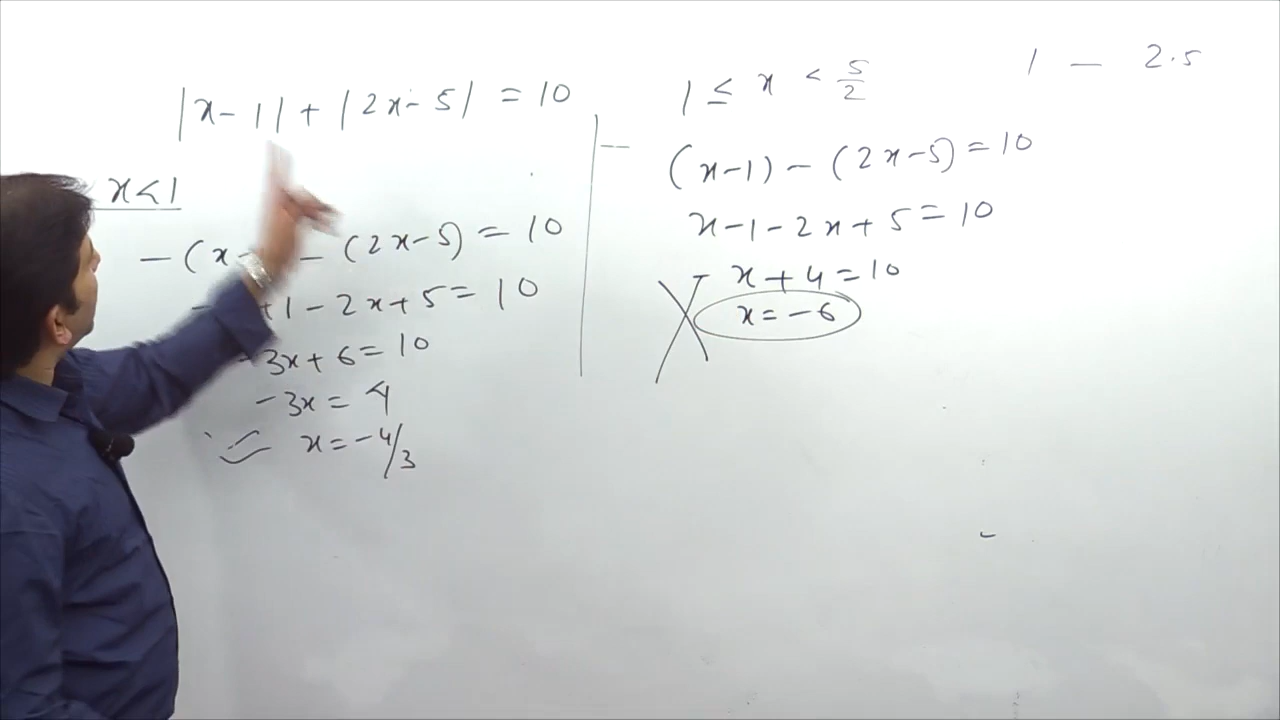 |x-1| + |2x-5| = 10
x<1
-(x - (2x-5) = 10
+1-2x+5 = 10
-3x+6 = 10
-3x = 4
x = -4/3
1 ≤ x < 5/2
(x-1) - (2x-5) = 10
x-1-2x+5 = 10
x+4 = 10
x = -6
1 — 2.5